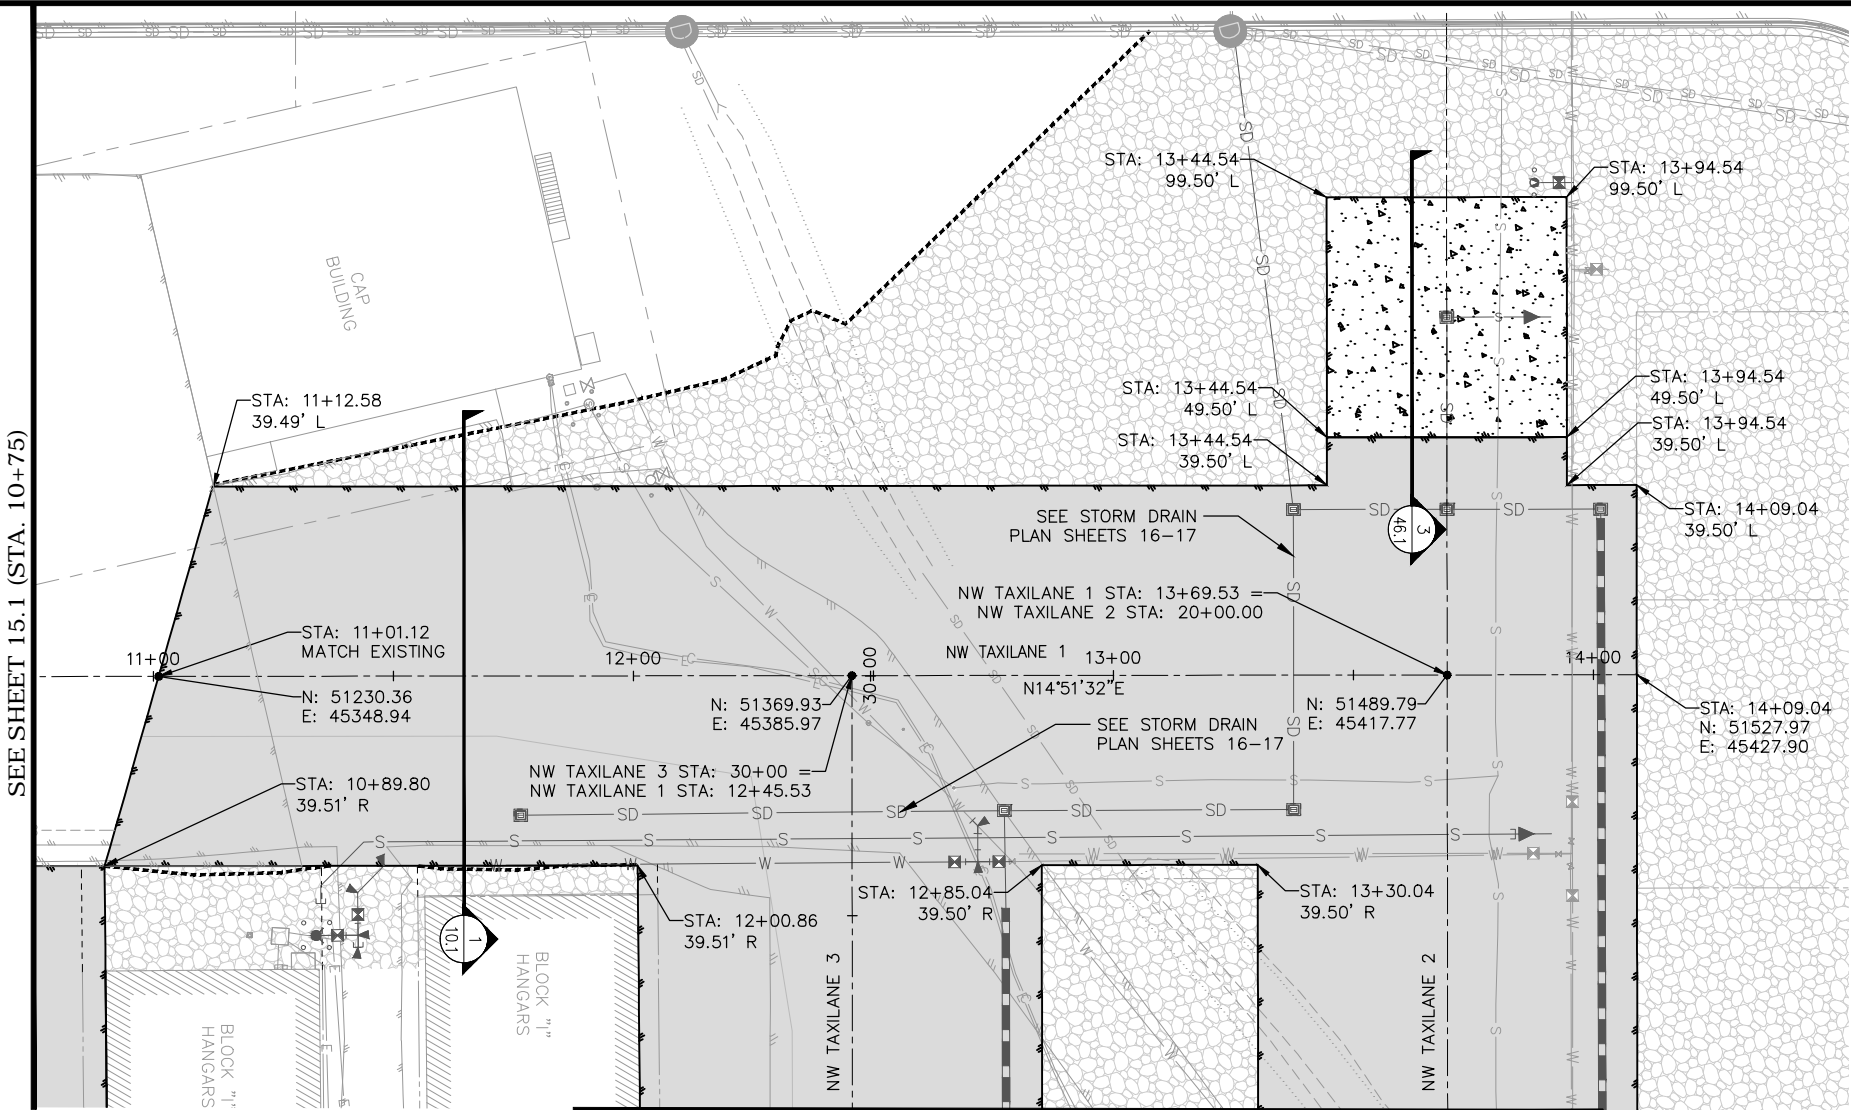 SEE SHEET 15.1 (STA. 10+75)
CAP
BUILDING
STA: 11+12.58
39.49' L
STA: 13+44.54
99.50' L
STA: 13+94.54
99.50' L
STA: 13+44.54
49.50' L
STA: 13+44.54
39.50' L
STA: 13+94.54
49.50' L
STA: 13+94.54
39.50' L
STA: 14+09.04
39.50' L
3
46.1
SEE STORM DRAIN
PLAN SHEETS 16-17
NW TAXILANE 1 STA: 13+69.53 =
NW TAXILANE 2 STA: 20+00.00
STA: 11+01.12
MATCH EXISTING
11+00
12+00
30+00
NW TAXILANE 1
13+00
14+00
N14°51'32"E
N: 51230.36
E: 45348.94
N: 51369.93
E: 45385.97
N: 51489.79
E: 45417.77
STA: 14+09.04
N: 51527.97
E: 45427.90
SEE STORM DRAIN
PLAN SHEETS 16-17
NW TAXILANE 3 STA: 30+00 =
NW TAXILANE 1 STA: 12+45.53
STA: 10+89.80
39.51' R
STA: 12+00.86
39.51' R
STA: 12+85.04
39.50' R
STA: 13+30.04
39.50' R
1
10.1
BLOCK "I"
HANGARS
BLOCK "I"
HANGARS
NW TAXILANE 3
NW TAXILANE 2
SD SD SD SD
SD SD
S S S S S S S S S
W W W W W W W